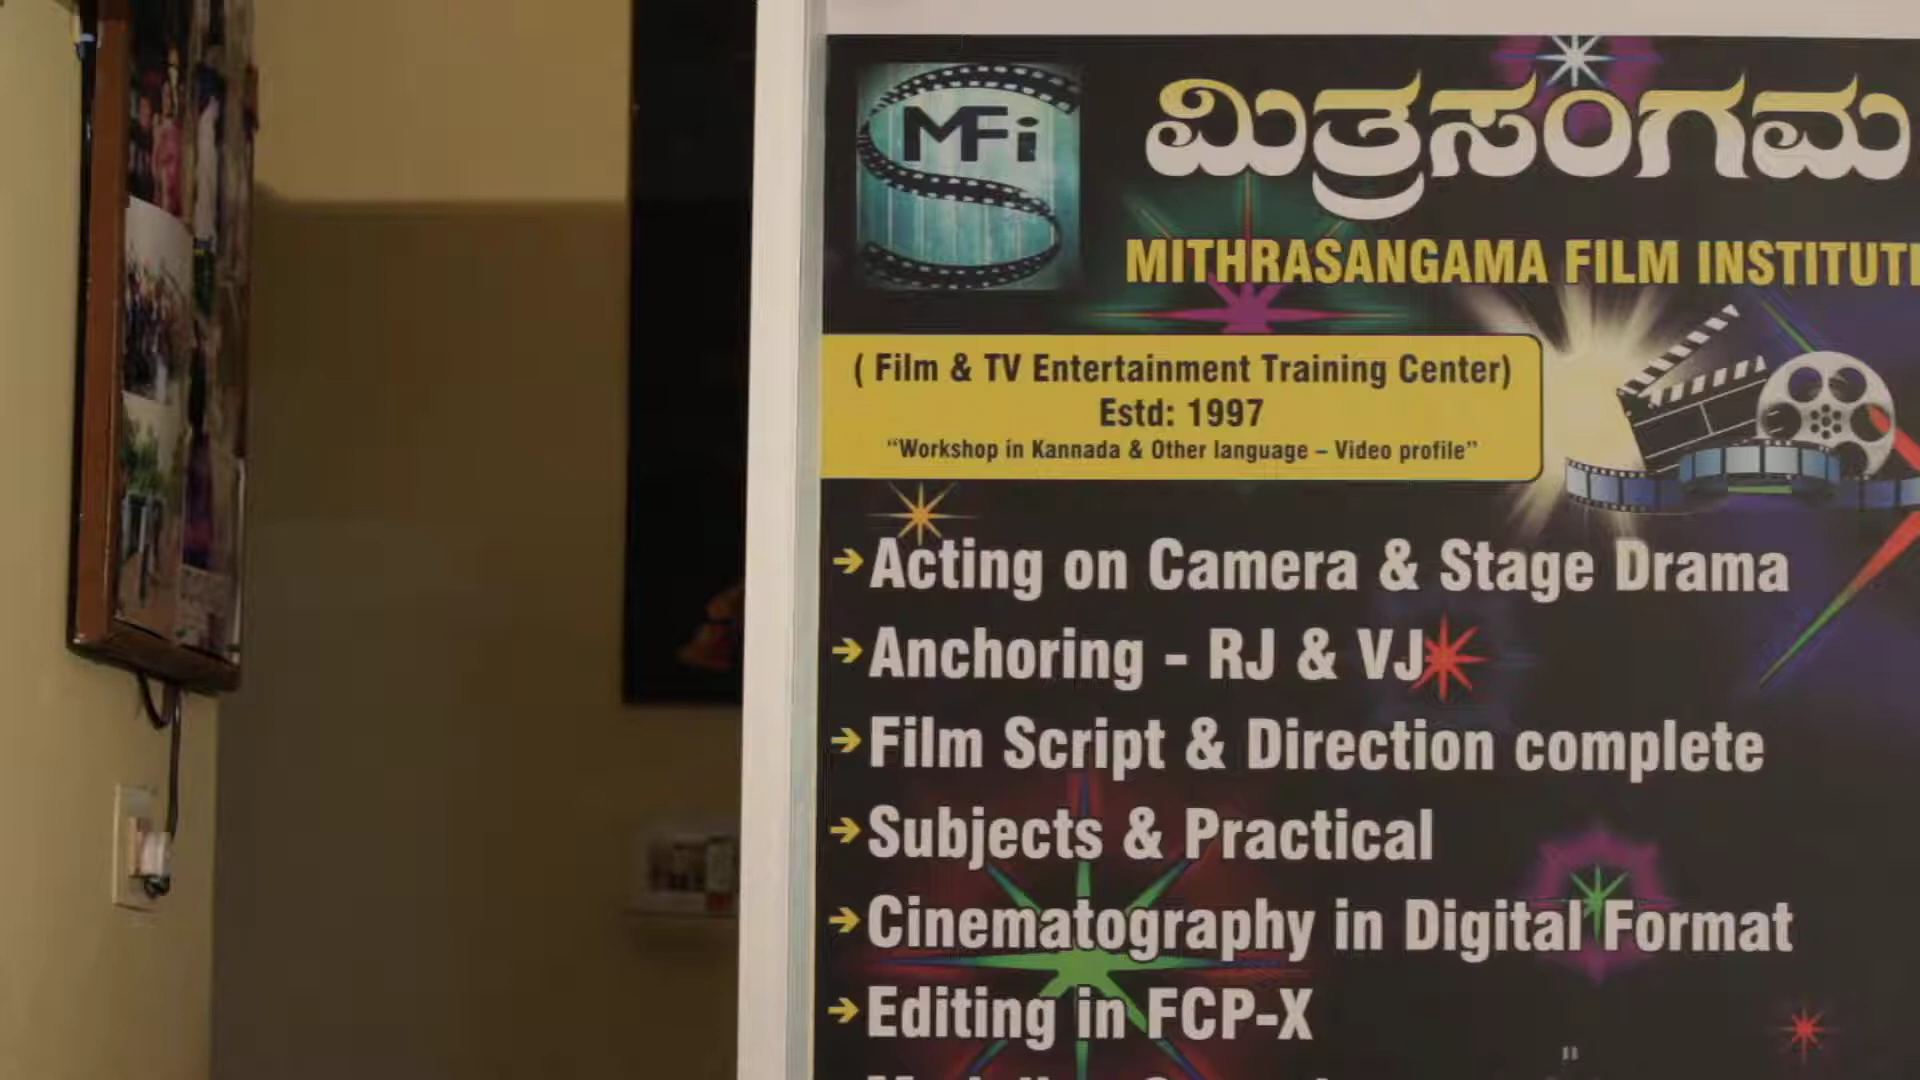 MFi
ಮಿತ್ರಸಂಗಮ
MITHRASANGAMA FILM
( Film & TV Entertainment Training Center)
Estd: 1997
“Workshop in Kannada & Other language – Video profile”
➔Acting on Camera & Stage Drama
➔Anchoring - RJ & VJ
➔Film Script & Direction complete
➔Subjects & Practical
➔Cinematography in Digital Format
➔Editing in FCP-X